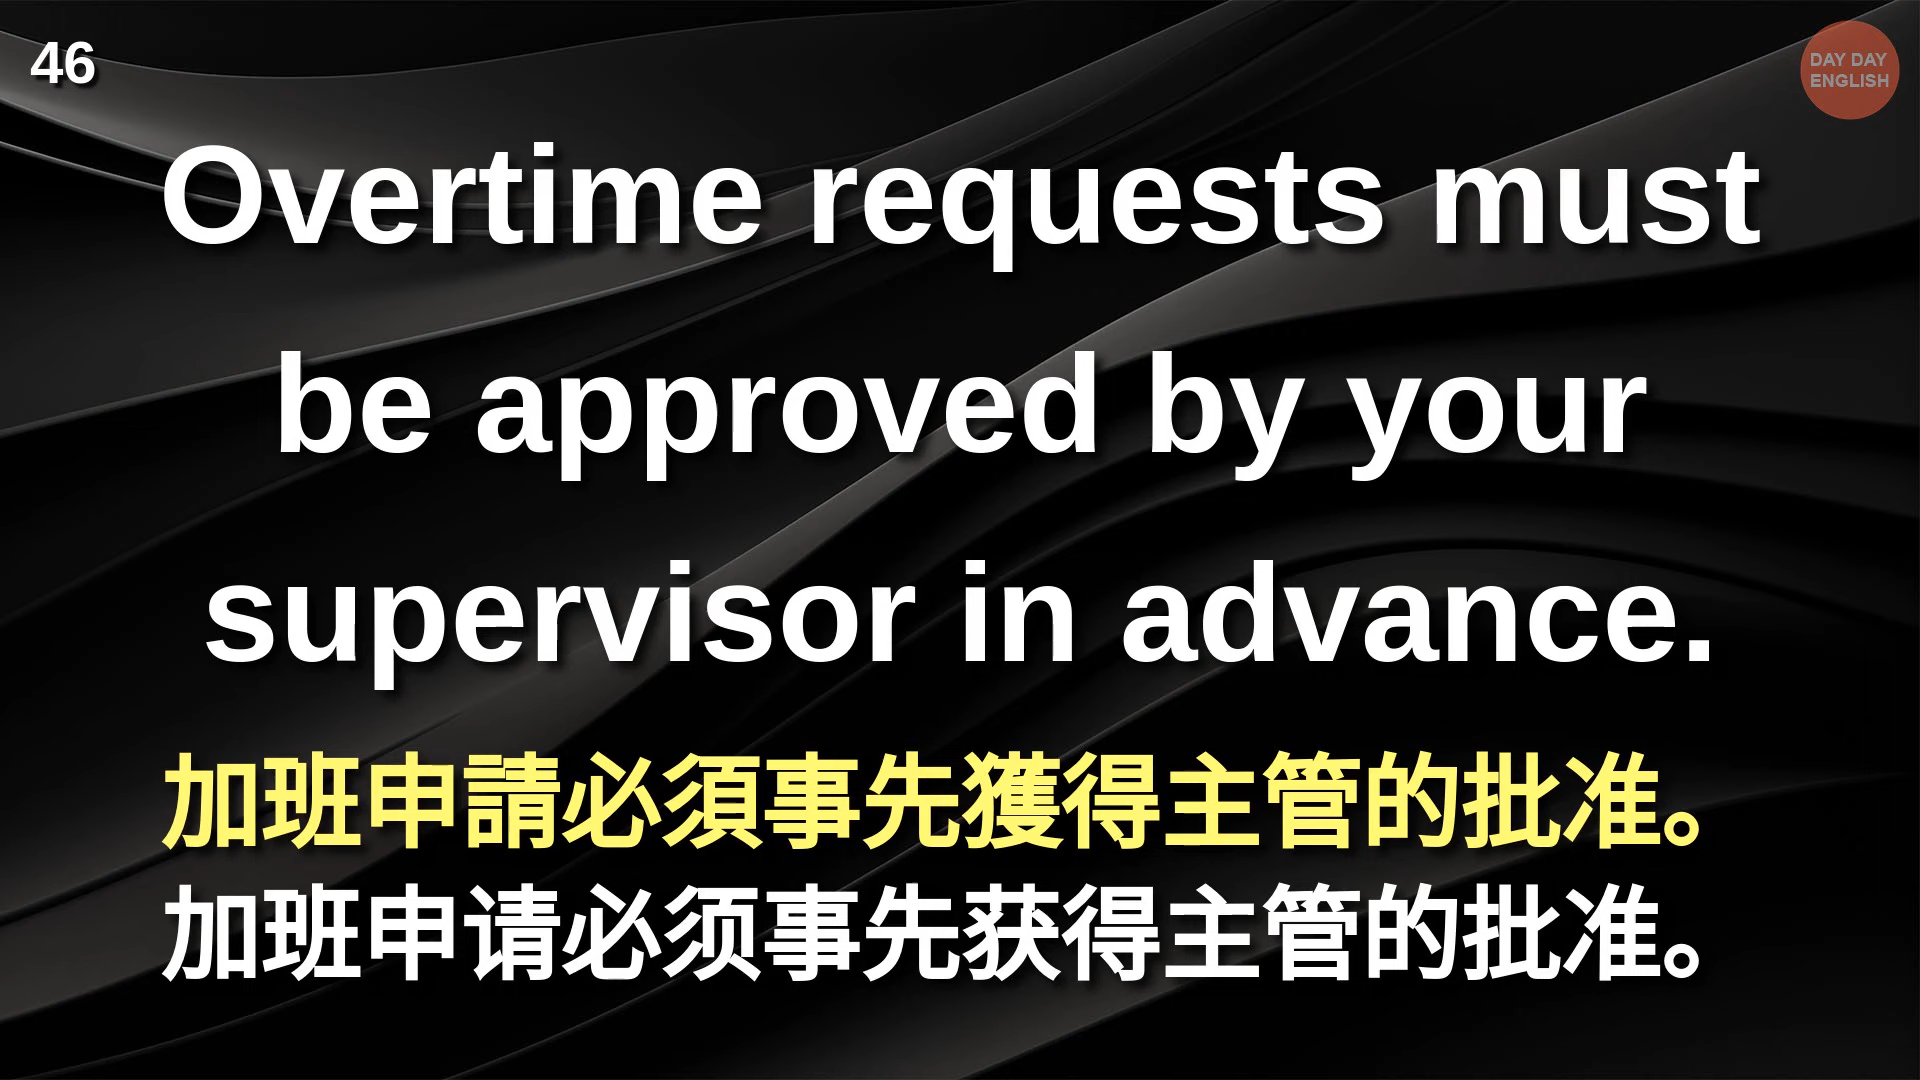 46
DAY DAY
ENGLISH
Overtime requests must
be approved by your
supervisor in advance.
加班申請必須事先獲得主管的批准。
加班申请必须事先获得主管的批准。